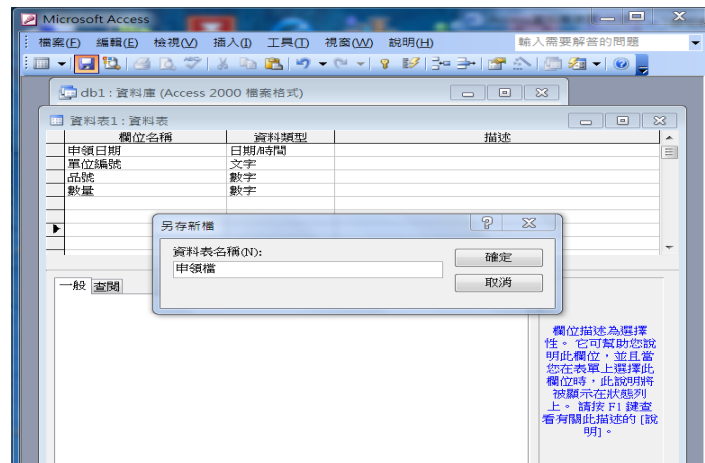 Microsoft Access
檔案(F) 編輯(E) 檢視(V) 插入(I) 工具(T) 視窗(W) 說明(H) 輸入需要解答的問題
db1 : 資料庫 (Access 2000 檔案格式)
資料表1 : 資料表
欄位名稱 資料類型 描述
申領日期 日期/時間
單位編號 文字
品號 數字
數量 數字
另存新檔
資料表名稱(N):
申領檔
確定
取消
一般 查閱
欄位描述為選擇
性。 它可幫助您說
明此欄位，並且當
您在表單上選擇此
欄位時，此說明將
被顯示在狀態列
上。 請按 F1 鍵查
看有關此描述的 [說
明]。